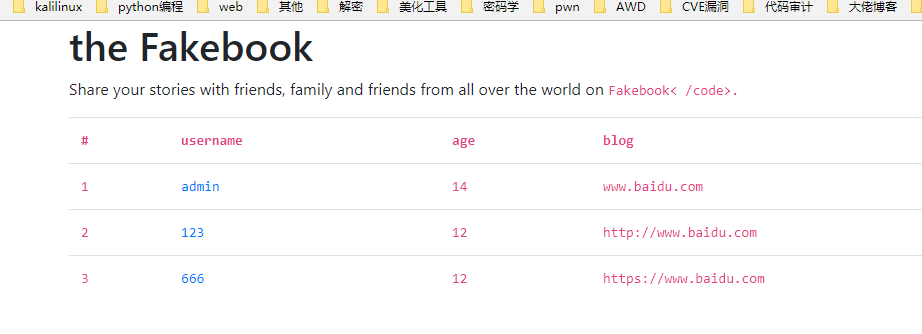 kalilinux python编程 web 其他 解密 美化工具 密码学 pwn AWD CVE漏洞 代码审计 大佬博客
the Fakebook
Share your stories with friends, family and friends from all over the world on Fakebook< /code>.
# username age blog
1 admin 14 www.baidu.com
2 123 12 http://www.baidu.com
3 666 12 https://www.baidu.com